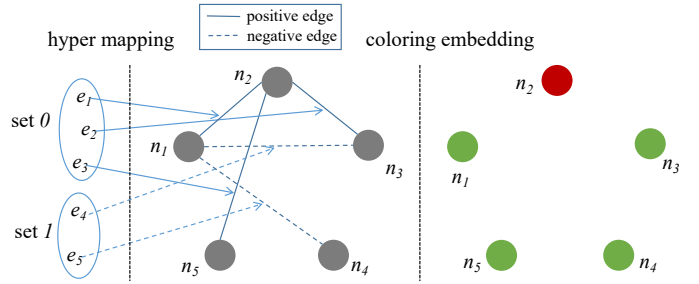 positive edge
negative edge
hyper mapping
coloring embedding
set 0
e1
e2
e3
set 1
e4
e5
n2
n1
n3
n5
n4
n2
n1
n3
n5
n4